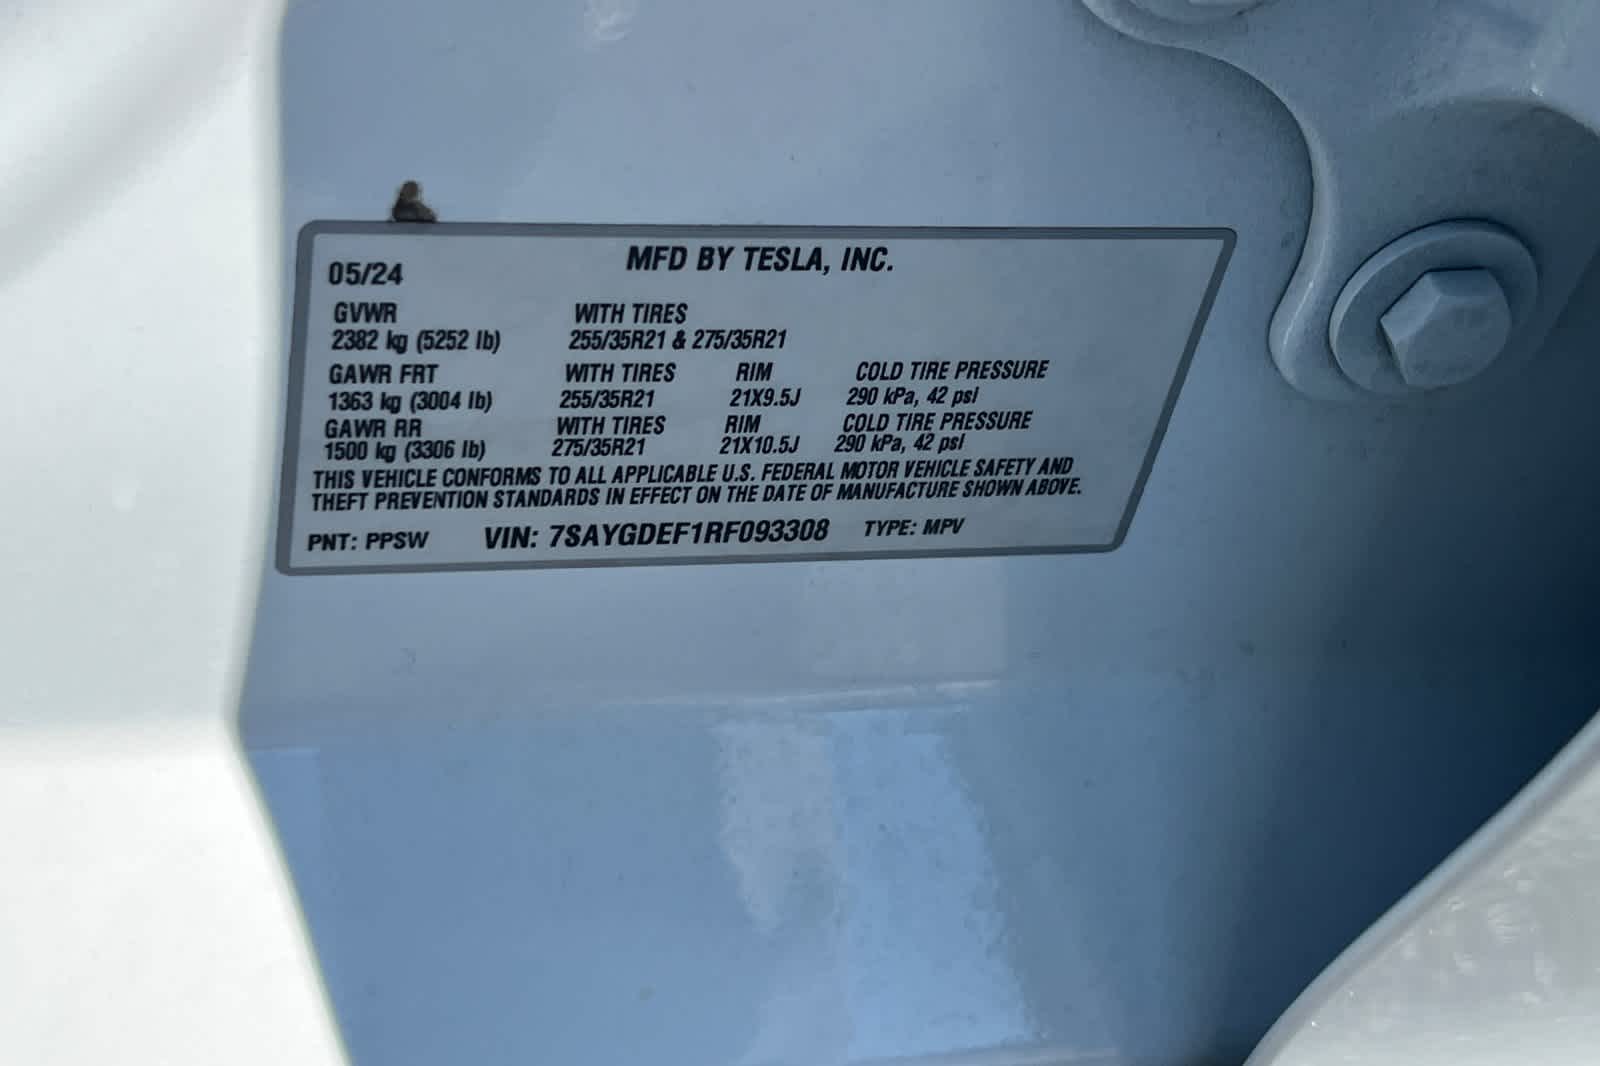 MFD BY TESLA, INC.
05/24
GVWR WITH TIRES
2382 kg (5252 lb) 255/35R21 & 275/35R21
GAWR FRT WITH TIRES RIM COLD TIRE PRESSURE
1363 kg (3004 lb) 255/35R21 21X9.5J 290 kPa, 42 psi
GAWR RR WITH TIRES RIM COLD TIRE PRESSURE
1500 kg (3306 lb) 275/35R21 21X10.5J 290 kPa, 42 psi
THIS VEHICLE CONFORMS TO ALL APPLICABLE U.S. FEDERAL MOTOR VEHICLE SAFETY AND
THEFT PREVENTION STANDARDS IN EFFECT ON THE DATE OF MANUFACTURE SHOWN ABOVE.
PNT: PPSW VIN: 7SAYGDEF1RF093308 TYPE: MPV